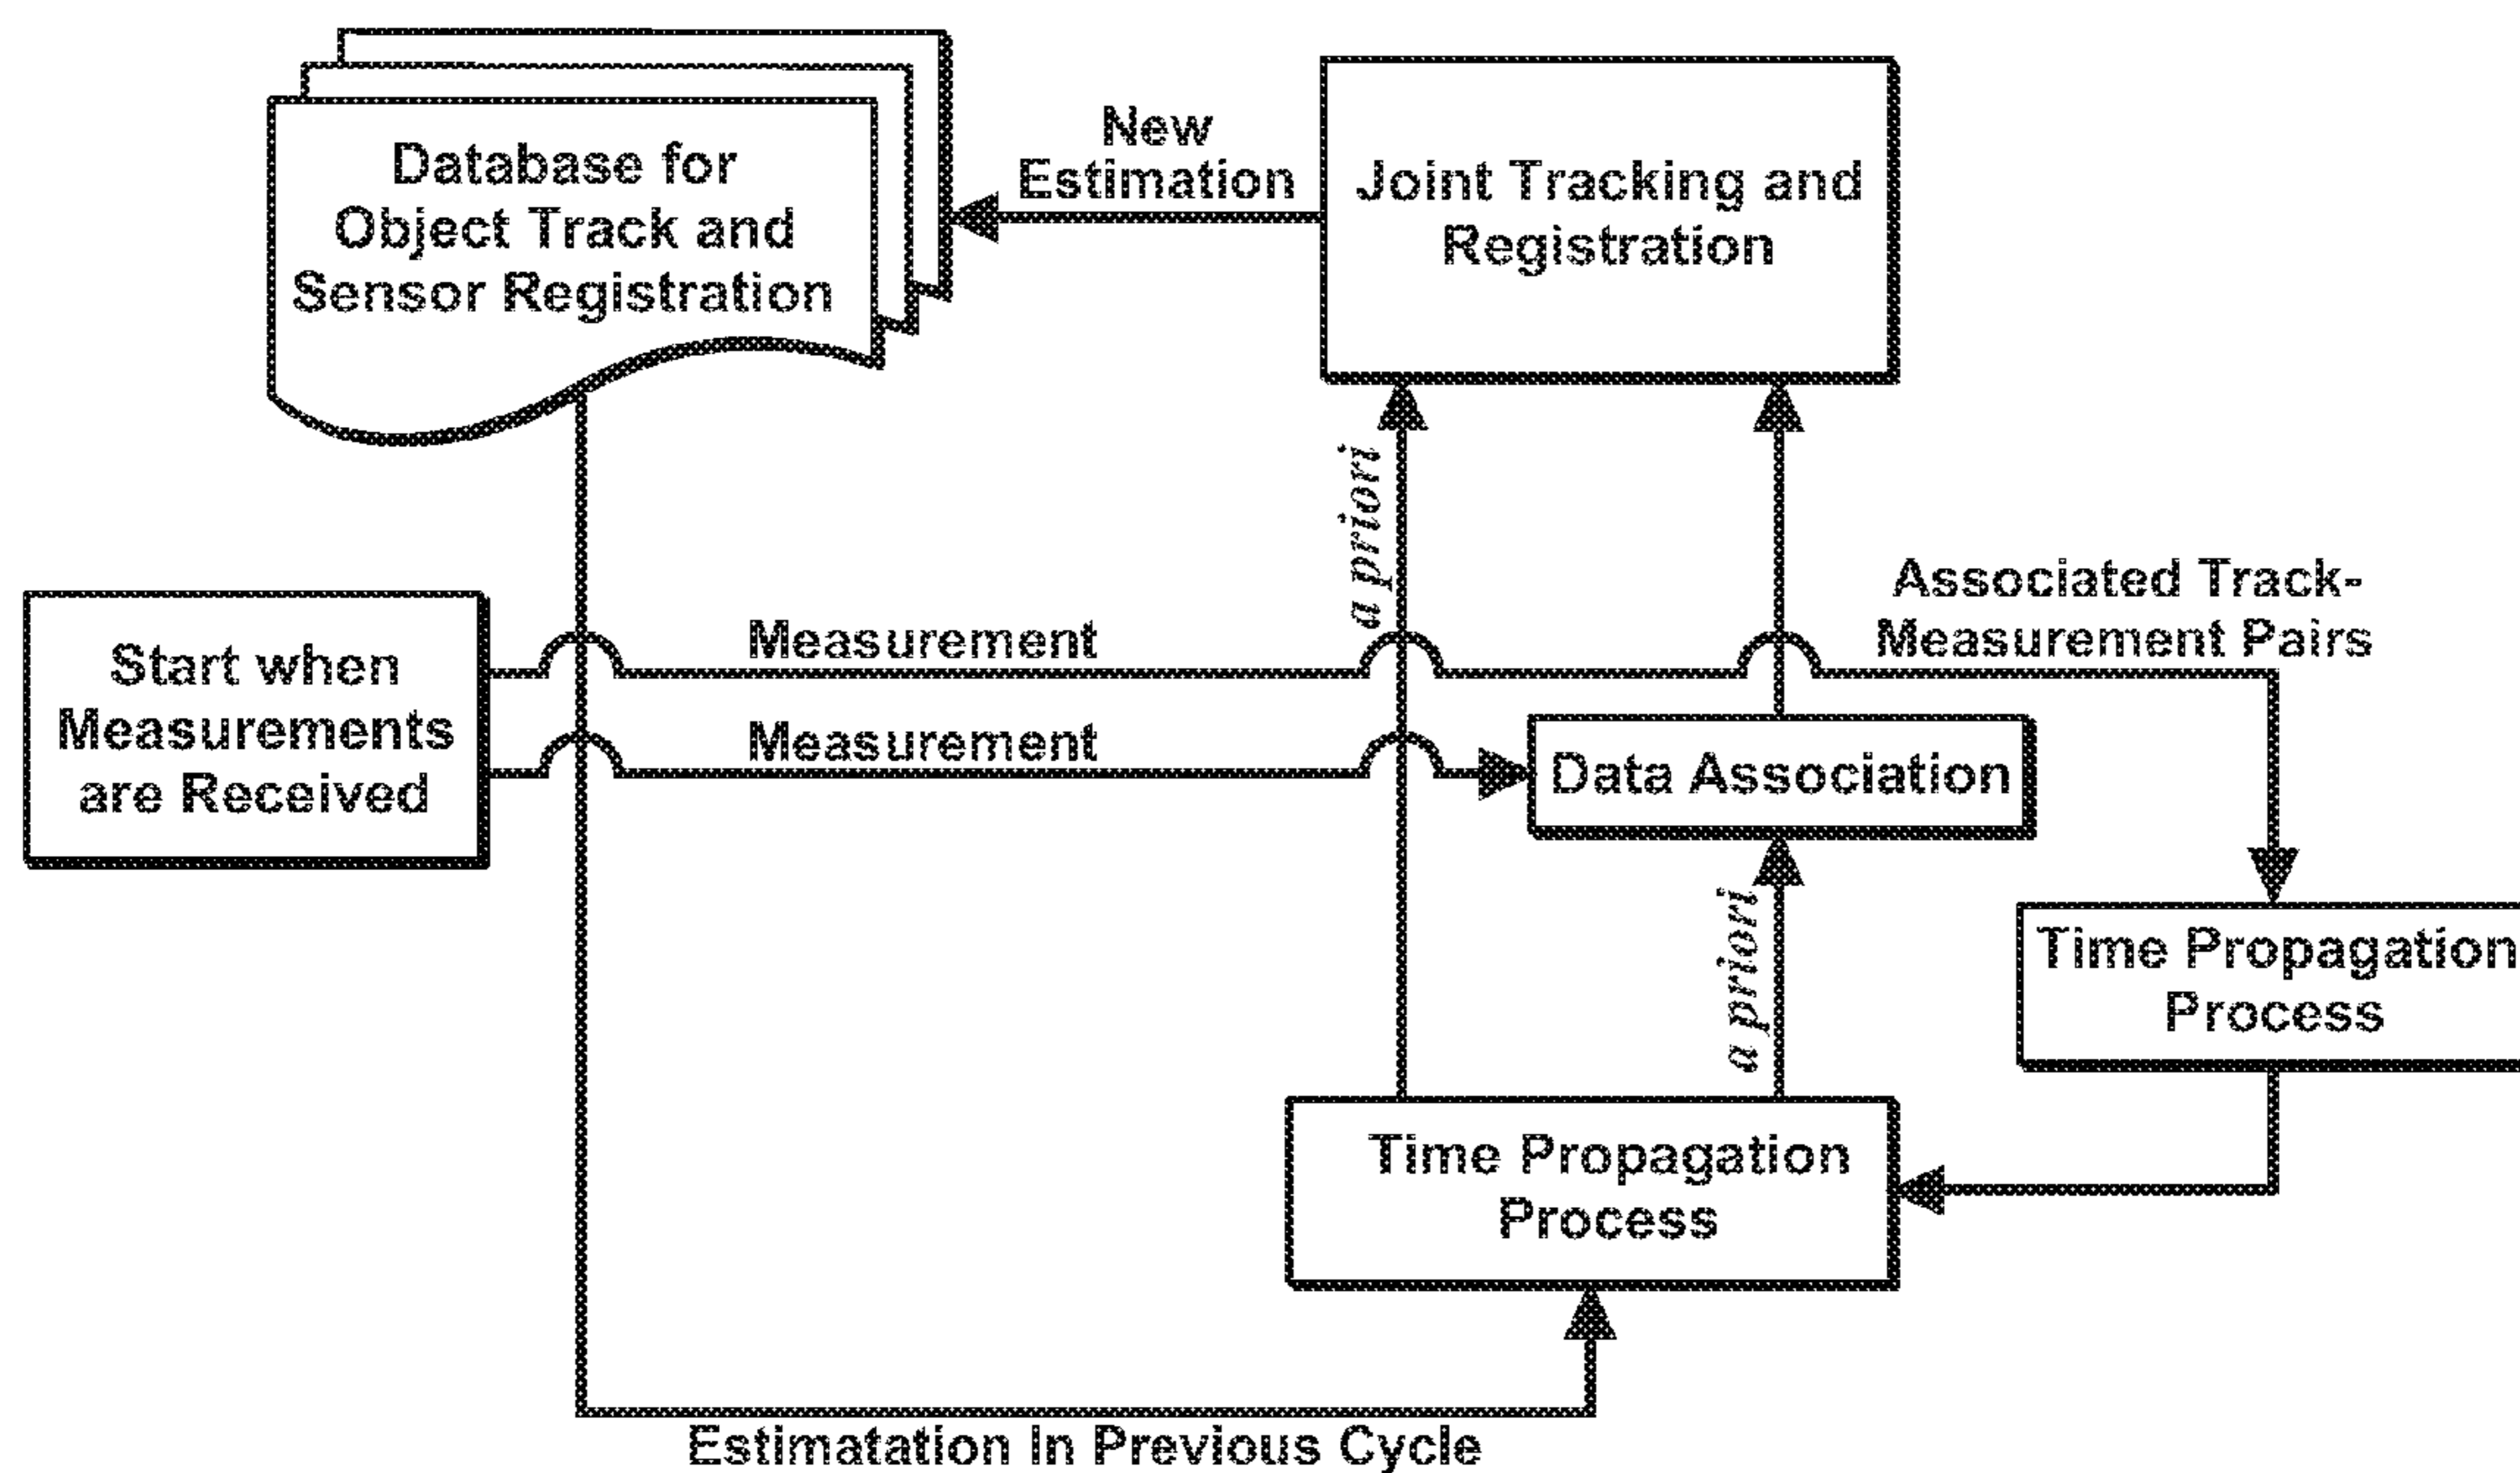 Database for
Object Track and
Sensor Registration
New
Estimation
Joint Tracking and
Registration
a priori
Associated Track-
Measurement Pairs
Start when
Measurements
are Received
Measurement
Measurement
Data Association
a priori
Time Propagation
Process
Time Propagation
Process
Estimatation In Previous Cycle